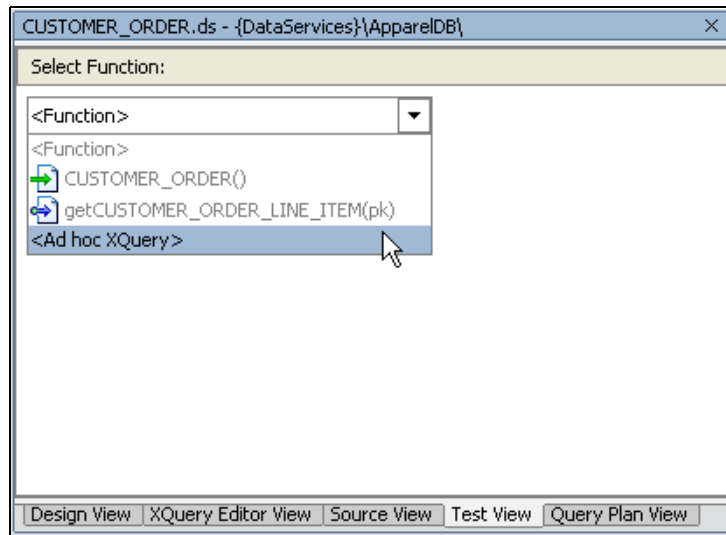 CUSTOMER_ORDER.ds - {DataServices}\ApparelDB\
Select Function:
<Function>
<Function>
CUSTOMER_ORDER()
getCUSTOMER_ORDER_LINE_ITEM(pk)
<Ad hoc XQuery>
Design View XQuery Editor View Source View Test View Query Plan View